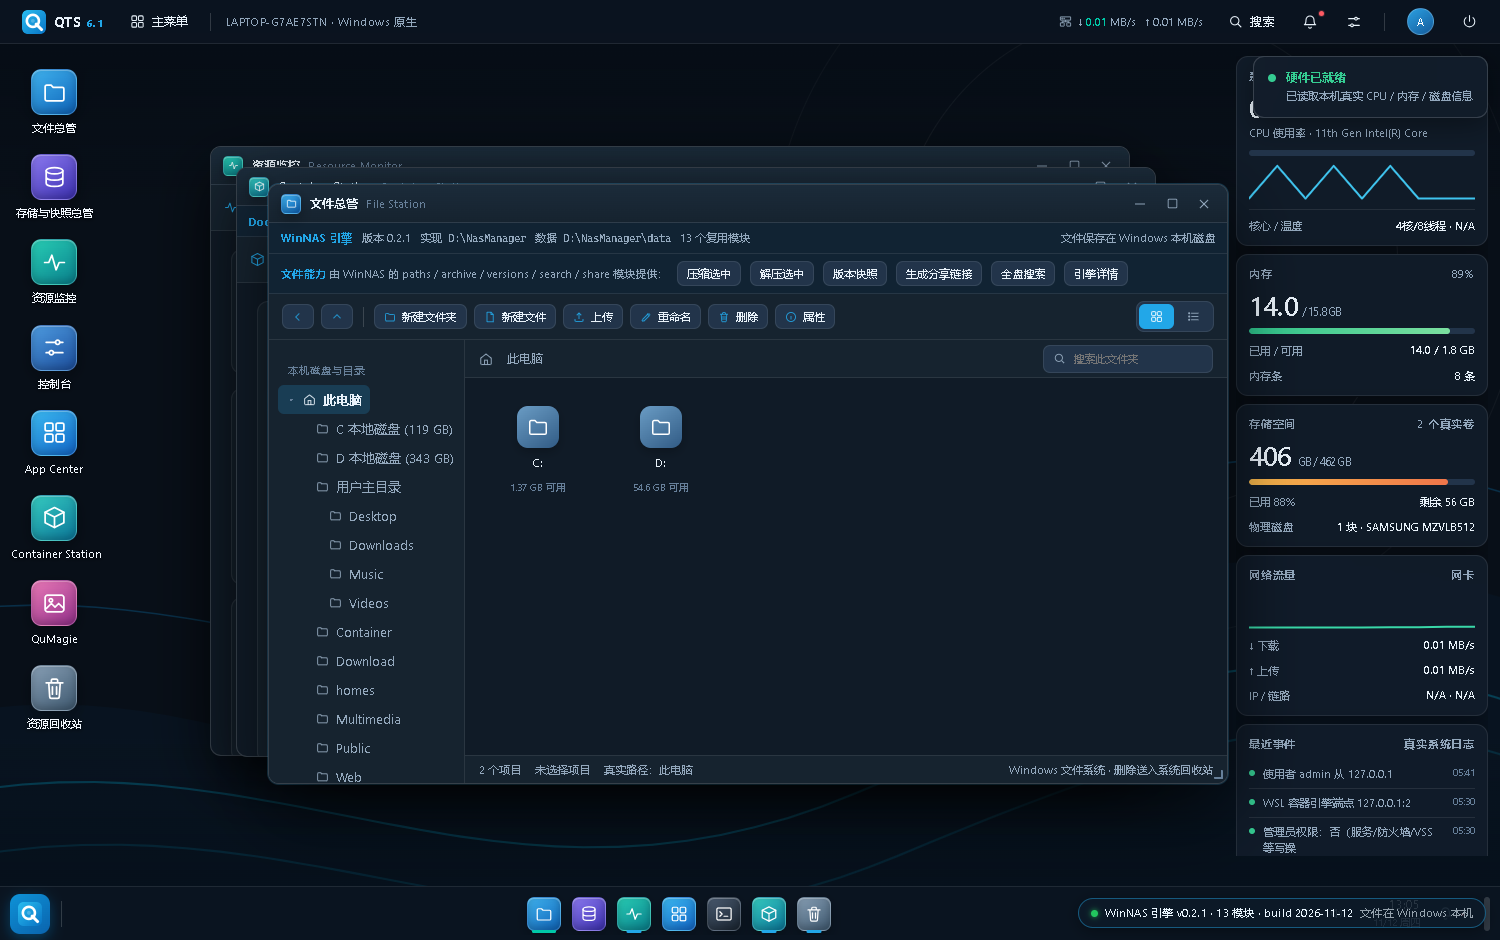 QTS 6.1 主菜单 LAPTOP-G7AE7STN · Windows 原生 ↓0.01 MB/s ↑0.01 MB/s 搜索 A
文件总管
存储与快照总管
资源监控
控制台
App Center
Container Station
QuMagie
资源回收站
资源监控 Resource Monitor
Doc
文件总管 File Station
WinNAS 引擎 版本 0.2.1 实现 D:\NasManager 数据 D:\NasManager\data 13 个复用模块 文件保存在 Windows 本机磁盘
文件能力 由 WinNAS 的 paths / archive / versions / search / share 模块提供: 压缩选中 解压选中 版本快照 生成分享链接 全盘搜索 引擎详情
新建文件夹 新建文件 上传 重命名 删除 属性
本机磁盘与目录
此电脑
C 本地磁盘 (119 GB)
D 本地磁盘 (343 GB)
用户主目录
Desktop
Downloads
Music
Videos
Container
Download
homes
Multimedia
Public
Web
此电脑 搜索此文件夹
C: D:
1.37 GB 可用 54.6 GB 可用
2 个项目 未选择项目 真实路径: 此电脑 Windows 文件系统 · 删除送入系统回收站
硬件已就绪
已读取本机真实 CPU / 内存 / 磁盘信息
CPU 使用率 · 11th Gen Intel(R) Core
核心 / 温度 4核/8线程 · N/A
内存 89%
14.0 / 15.8GB
已用 / 可用 14.0 / 1.8 GB
内存条 8 条
存储空间 2 个真实卷
406 GB / 462 GB
已用 88% 剩余 56 GB
物理磁盘 1 块 · SAMSUNG MZVLB512
网络流量 网卡
↓ 下载 0.01 MB/s
↑ 上传 0.01 MB/s
IP / 链路 N/A · N/A
最近事件 真实系统日志
使用者 admin 从 127.0.0.1 05:41
WSL 容器引擎端点 127.0.0.1:2 05:30
管理员权限: 否 (服务/防火墙/VSS 05:30
等写操
WinNAS 引擎 v0.2.1 · 13 模块 · build 2026-11-12 文件在 Windows 本机
13:05